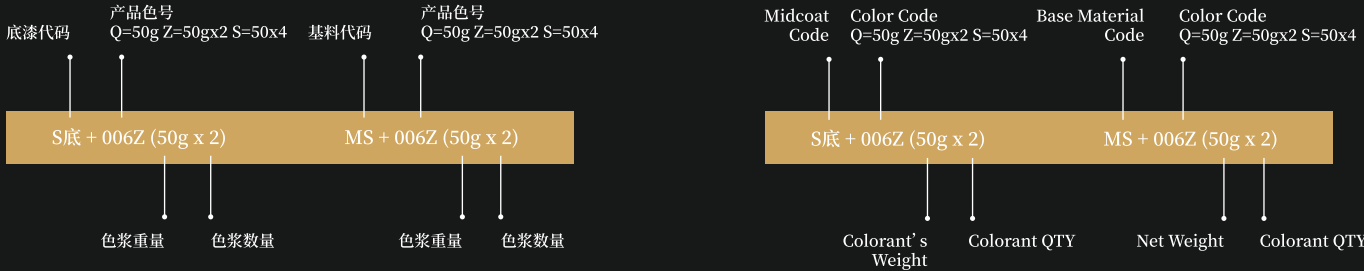 底漆代码
产品色号
Q=50g Z=50gx2 S=50x4
基料代码
产品色号
Q=50g Z=50gx2 S=50x4
S底 + 006Z (50g x 2)
MS + 006Z (50g x 2)
色浆重量
色浆数量
色浆重量
色浆数量
Midcoat
Code
Color Code
Q=50g Z=50gx2 S=50x4
Base Material
Code
Color Code
Q=50g Z=50gx2 S=50x4
S底 + 006Z (50g x 2)
MS + 006Z (50g x 2)
Colorant’s
Weight
Colorant QTY
Net Weight
Colorant QTY